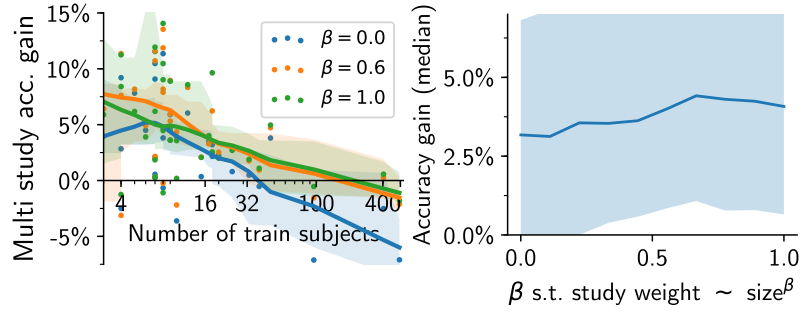 Multi study acc. gain
15%
10%
5%
0%
-5%
β = 0.0
β = 0.6
β = 1.0
3 4 16 32 100 400
Number of train subjects
Accuracy gain (median)
5.0%
2.5%
0.0%
0.0 0.5 1.0
β s.t. study weight ∼ size^β